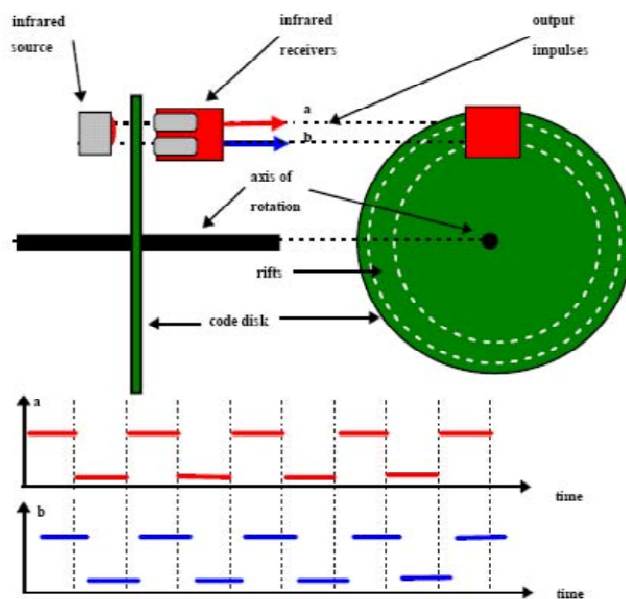 infrared
source
infrared
receivers
output
impulses
a
b
axis of
rotation
rifts
code disk
a
time
b
time